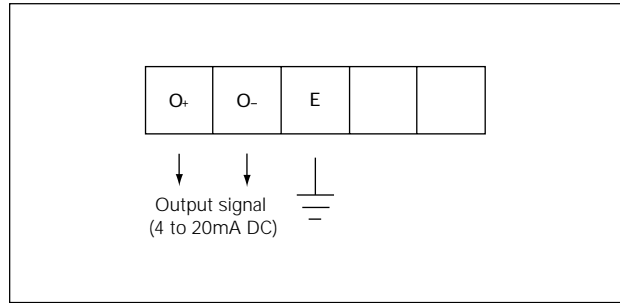 O+ O- E
Output signal
(4 to 20mA DC)